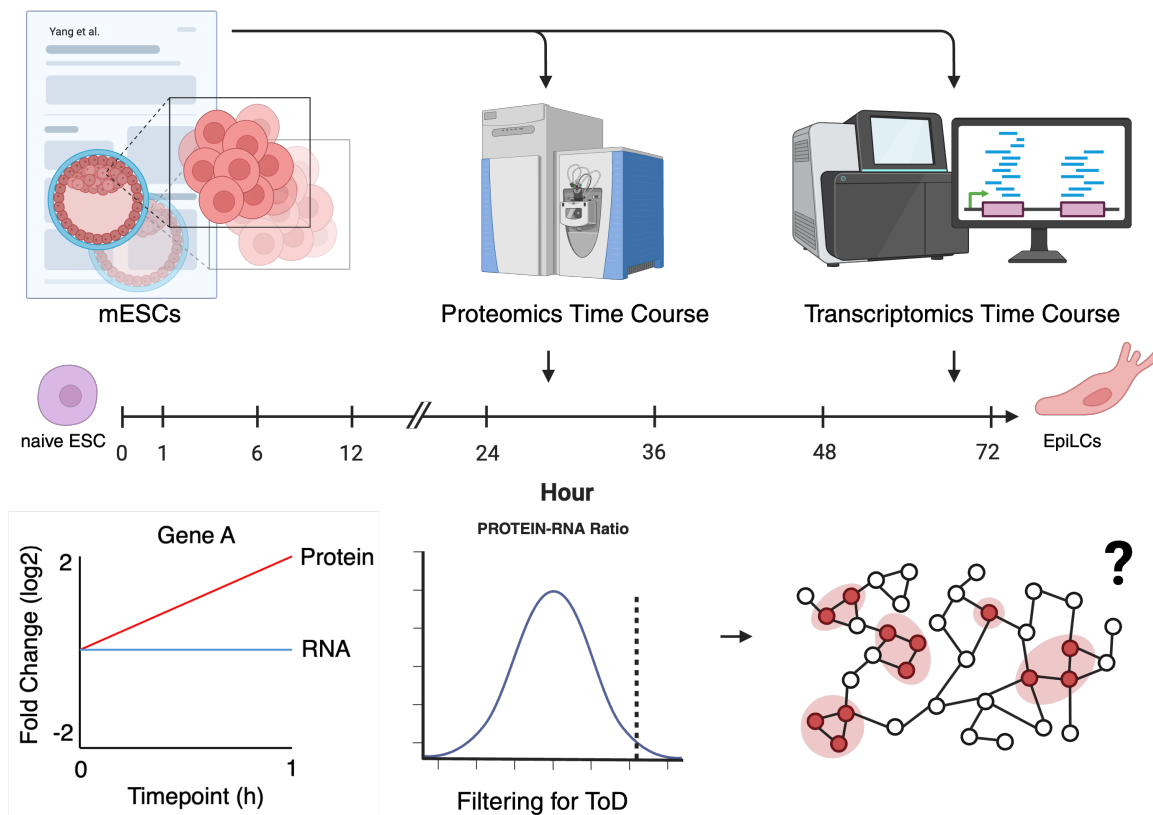 Yang et al.
mESCs
Proteomics Time Course
Transcriptomics Time Course
naive ESC
0 1 6 12 24 36 48 72
EpiLCs
Hour
Gene A
Fold Change (log2)
2
-2
Protein
RNA
0 1
Timepoint (h)
PROTEIN-RNA Ratio
Filtering for ToD
?